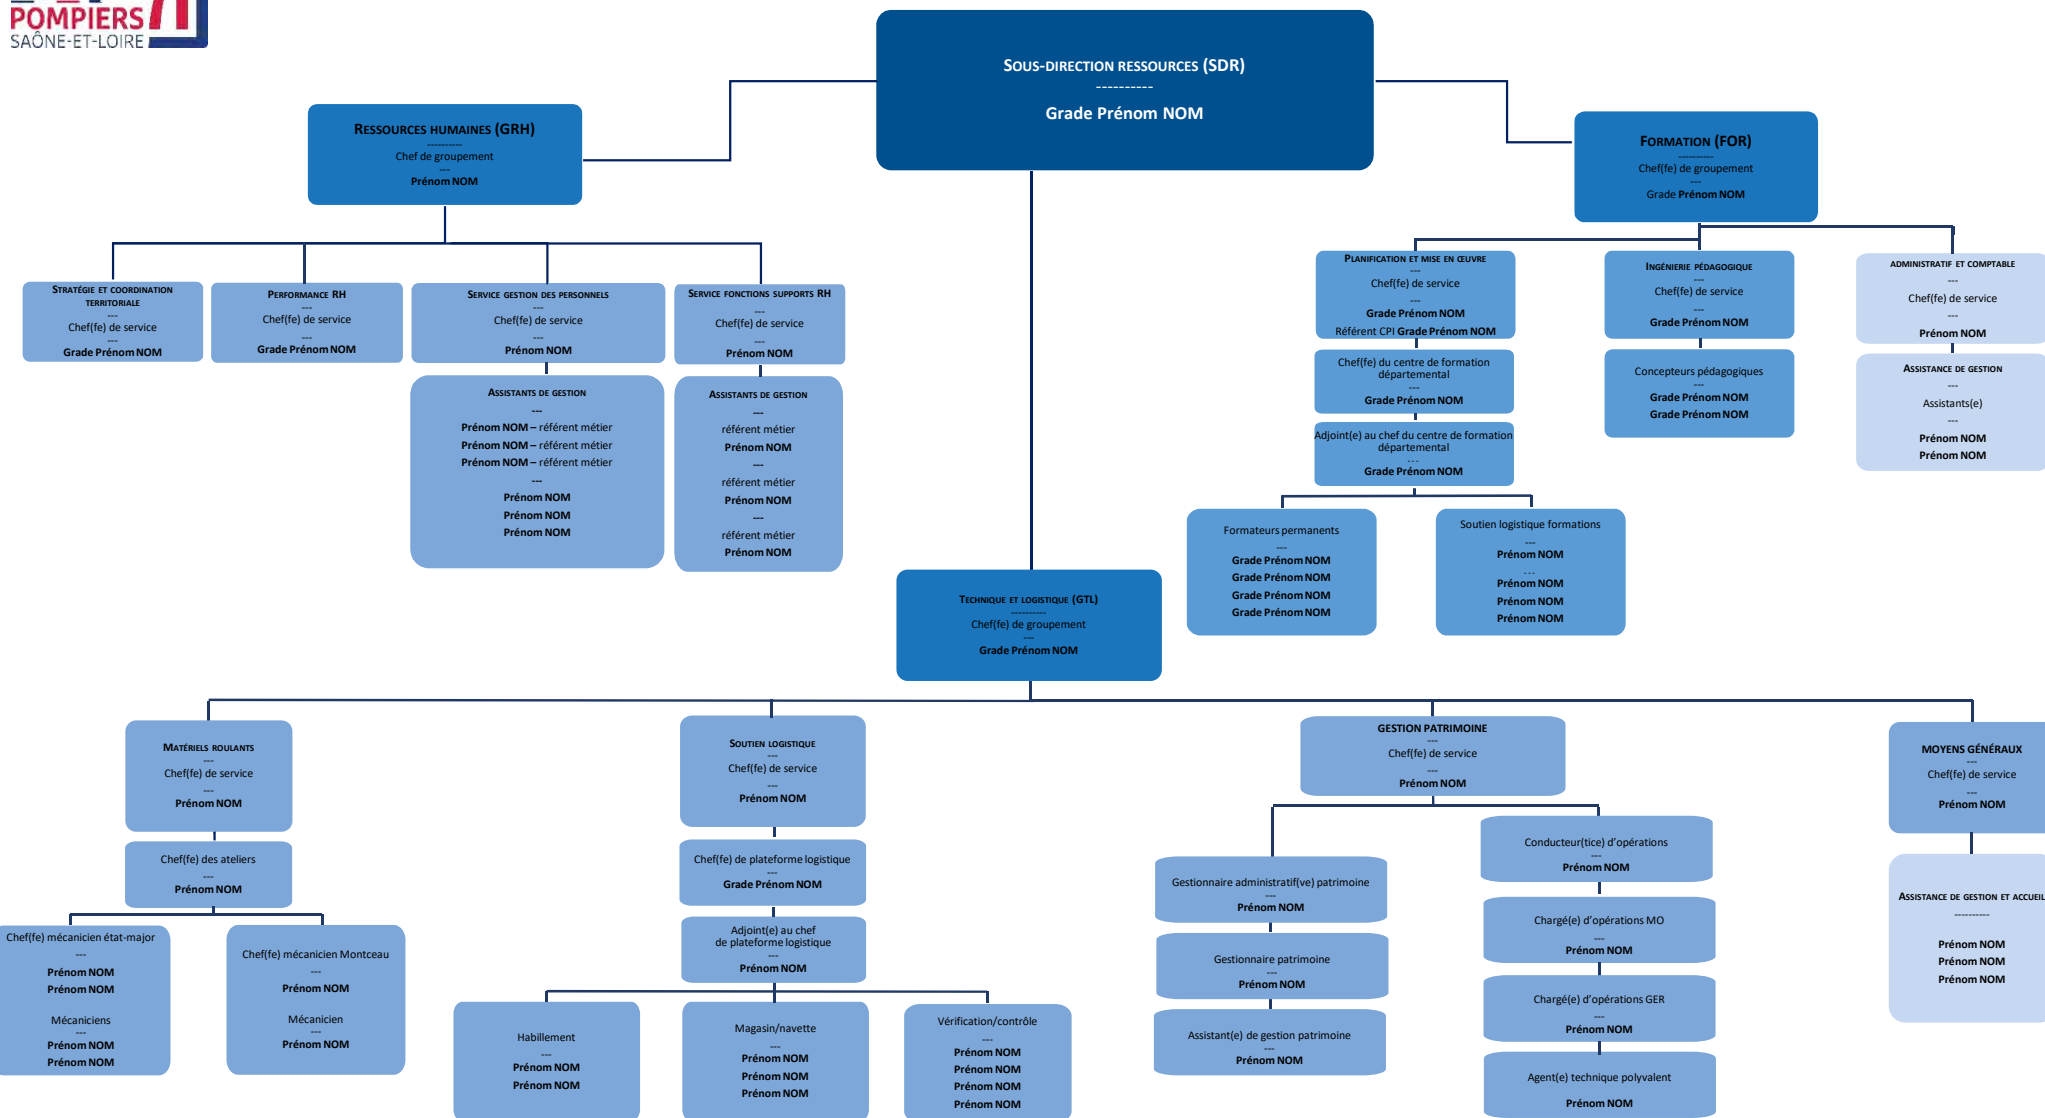 POMPIERS 71
SAÔNE-ET-LOIRE
SOUS-DIRECTION RESSOURCES (SDR)
----------
Grade Prénom NOM
RESSOURCES HUMAINES (GRH)
----------
Chef de groupement
---
Prénom NOM
FORMATION (FOR)
----------
Chef(fe) de groupement
---
Grade Prénom NOM
STRATÉGIE ET COORDINATION
TERRITORIALE
---
Chef(fe) de service
---
Grade Prénom NOM
PERFORMANCE RH
---
Chef(fe) de service
---
Grade Prénom NOM
SERVICE GESTION DES PERSONNELS
---
Chef(fe) de service
---
Prénom NOM
SERVICE FONCTIONS SUPPORTS RH
---
Chef(fe) de service
---
Prénom NOM
ASSISTANTS DE GESTION
---
Prénom NOM – référent métier
Prénom NOM – référent métier
Prénom NOM – référent métier
---
Prénom NOM
Prénom NOM
Prénom NOM
ASSISTANTS DE GESTION
---
référent métier
Prénom NOM
---
référent métier
Prénom NOM
---
référent métier
Prénom NOM
PLANIFICATION ET MISE EN ŒUVRE
---
Chef(fe) de service
---
Grade Prénom NOM
Référent CPI Grade Prénom NOM
Chef(fe) du centre de formation
départemental
---
Grade Prénom NOM
Adjoint(e) au chef du centre de formation
départemental
---
Grade Prénom NOM
Formateurs permanents
---
Grade Prénom NOM
Grade Prénom NOM
Grade Prénom NOM
Grade Prénom NOM
Soutien logistique formations
---
Prénom NOM
---
Prénom NOM
Prénom NOM
Prénom NOM
INGÉNIERIE PÉDAGOGIQUE
---
Chef(fe) de service
---
Grade Prénom NOM
Concepteurs pédagogiques
---
Grade Prénom NOM
Grade Prénom NOM
ADMINISTRATIF ET COMPTABLE
---
Chef(fe) de service
---
Prénom NOM
ASSISTANCE DE GESTION
---
Assistants(e)
---
Prénom NOM
Prénom NOM
TECHNIQUE ET LOGISTIQUE (GTL)
----------
Chef(fe) de groupement
---
Grade Prénom NOM
MATÉRIELS ROULANTS
---
Chef(fe) de service
---
Prénom NOM
Chef(fe) des ateliers
---
Prénom NOM
Chef(fe) mécanicien état-major
---
Prénom NOM
Prénom NOM
Mécaniciens
---
Prénom NOM
Prénom NOM
Chef(fe) mécanicien Montceau
---
Prénom NOM
Mécanicien
---
Prénom NOM
SOUTIEN LOGISTIQUE
---
Chef(fe) de service
---
Prénom NOM
Chef(fe) de plateforme logistique
---
Grade Prénom NOM
Adjoint(e) au chef
de plateforme logistique
---
Prénom NOM
Habillement
---
Prénom NOM
Prénom NOM
Magasin/navette
---
Prénom NOM
Prénom NOM
Prénom NOM
Vérification/contrôle
---
Prénom NOM
Prénom NOM
Prénom NOM
Prénom NOM
GESTION PATRIMOINE
---
Chef(fe) de service
---
Prénom NOM
Gestionnaire administratif(ve) patrimoine
---
Prénom NOM
Gestionnaire patrimoine
---
Prénom NOM
Assistant(e) de gestion patrimoine
---
Prénom NOM
Conducteur(tice) d’opérations
---
Prénom NOM
Chargé(e) d’opérations MO
---
Prénom NOM
Chargé(e) d’opérations GER
---
Prénom NOM
Agent(e) technique polyvalent
Prénom NOM
MOYENS GÉNÉRAUX
---
Chef(fe) de service
---
Prénom NOM
ASSISTANCE DE GESTION ET ACCUEIL
----------
Prénom NOM
Prénom NOM
Prénom NOM